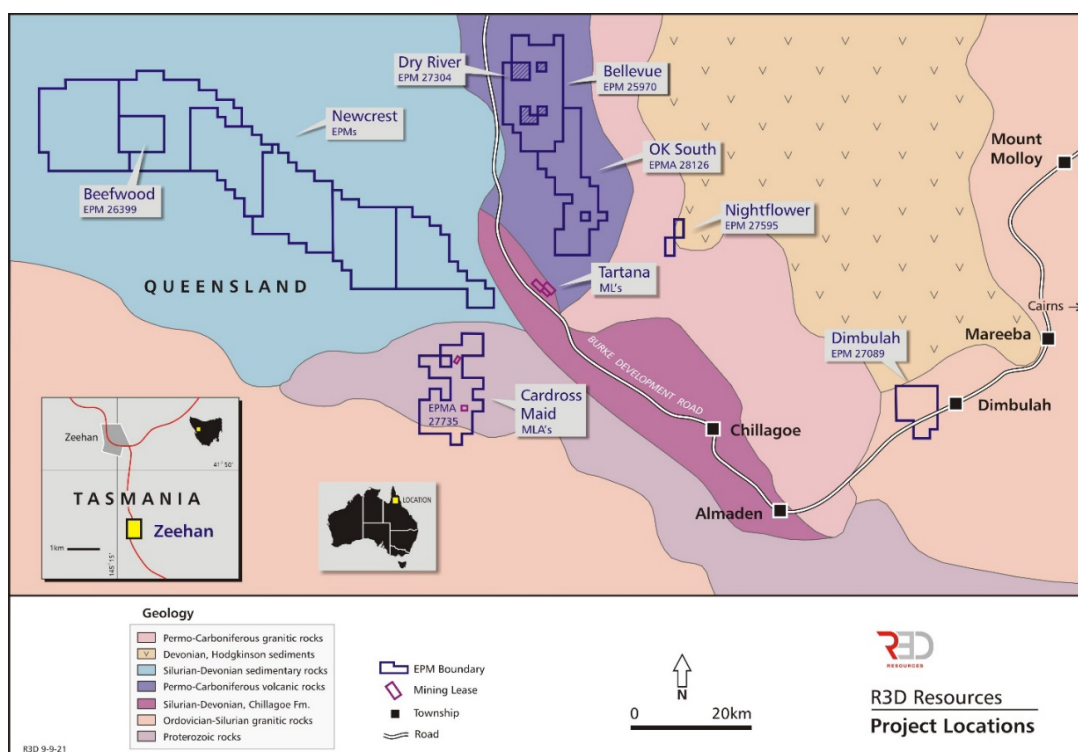 Dry River
EPM 27304
Bellevue
EPM 25970
Newcrest
EPMs
OK South
EPMA 28126
Mount
Molloy
Beefwood
EPM 26399
Nightflower
EPM 27595
QUEENSLAND
Tartana
ML's
Cairns →
Mareeba
Dimbulah
EPM 27089
BURKE DEVELOPMENT ROAD
EPMA
27735
Cardross
Maid
MLA's
Dimbulah
Chillagoe
Almaden
Zeehan
41° 50'
TASMANIA
Zeehan
1km
145° 15'
LOCATION
Geology
Permo-Carboniferous granitic rocks
Devonian, Hodgkinson sediments
Silurian-Devonian sedimentary rocks
Permo-Carboniferous volcanic rocks
Silurian-Devonian, Chillagoe Fm.
Ordovician-Silurian granitic rocks
Proterozoic rocks
EPM Boundary
Mining Lease
Township
Road
N
0 20km
R3D
RESOURCES
R3D Resources
Project Locations
R3D 9-9-21